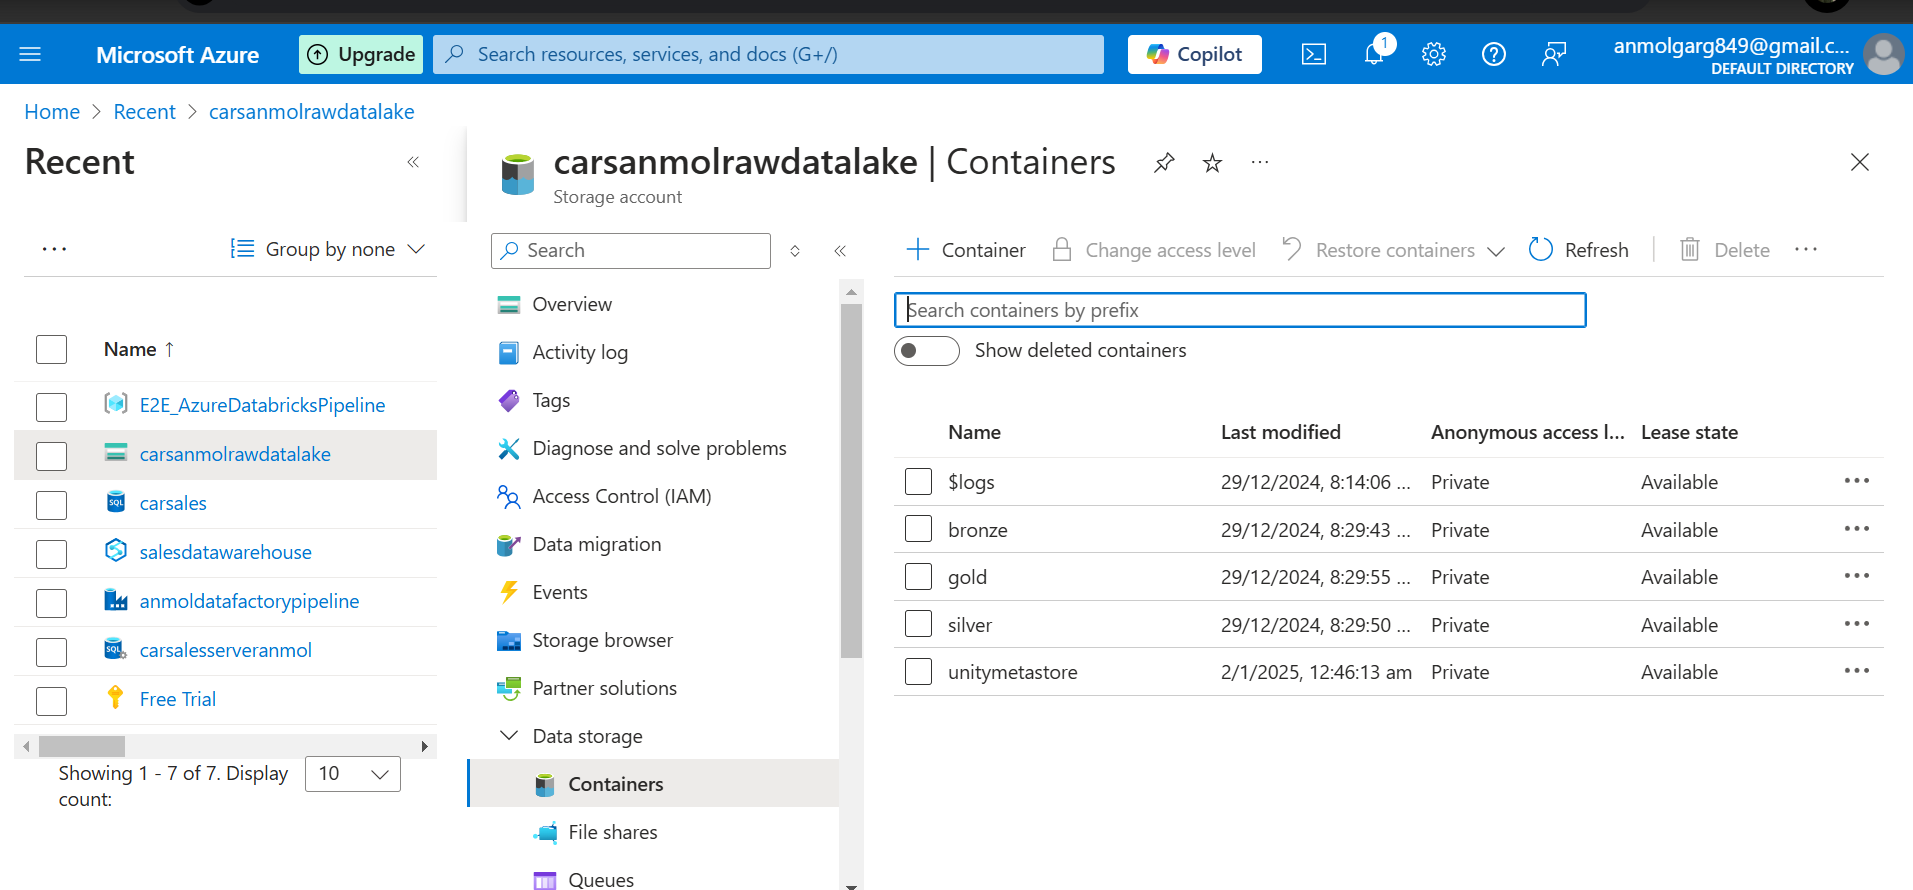 Microsoft Azure
Upgrade
Search resources, services, and docs (G+/)
Copilot
1
anmolgarg849@gmail.c...
DEFAULT DIRECTORY
Home > Recent > carsanmolrawdatalake
Recent
«
carsanmolrawdatalake | Containers
...
Storage account
...
Group by none
Search
«
+ Container
Change access level
Restore containers
Refresh
Delete
...
Search containers by prefix
Show deleted containers
Name ↑
E2E_AzureDatabricksPipeline
carsanmolrawdatalake
carsales
salesdatawarehouse
anmoldatafactorypipeline
carsalesserveranmol
Free Trial
Showing 1 - 7 of 7. Display
count:
10
Overview
Activity log
Tags
Diagnose and solve problems
Access Control (IAM)
Data migration
Events
Storage browser
Partner solutions
Data storage
Containers
File shares
Queues
Name Last modified Anonymous access l... Lease state
$logs 29/12/2024, 8:14:06 ... Private Available ...
bronze 29/12/2024, 8:29:43 ... Private Available ...
gold 29/12/2024, 8:29:55 ... Private Available ...
silver 29/12/2024, 8:29:50 ... Private Available ...
unitymetastore 2/1/2025, 12:46:13 am Private Available ...